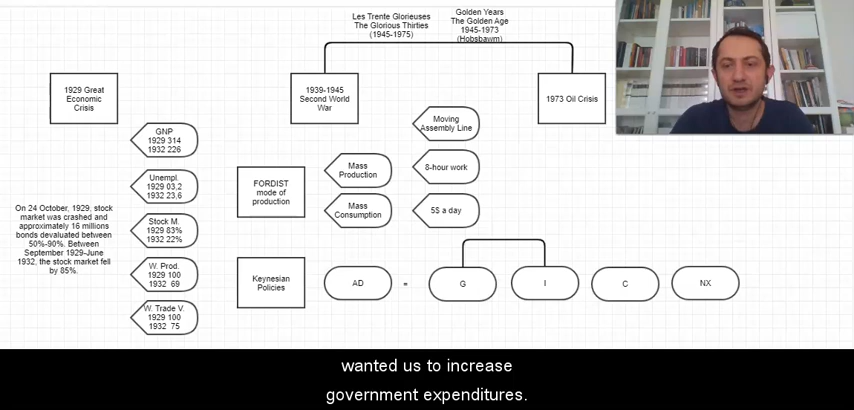 Les Trente Glorieuses
The Glorious Thirties
(1945-1975)
Golden Years
The Golden Age
1945-1973
(Hobsbawm)
1929 Great
Economic
Crisis
1939-1945
Second World
War
1973 Oil Crisis
GNP
1929 314
1932 226
Unempl.
1929 03,2
1932 23,6
Stock M.
1929 83%
1932 22%
W. Prod.
1929 100
1932 69
W. Trade V.
1929 100
1932 75
On 24 October, 1929, stock
market was crashed and
approximately 16 millions
bonds devaluated between
50%-90%. Between
September 1929-June
1932, the stock market fell
by 85%.
FORDIST
mode of
production
Mass
Production
Mass
Consumption
Moving
Assembly Line
8-hour work
5$ a day
Keynesian
Policies
AD
=
G
I
C
NX
wanted us to increase
government expenditures.